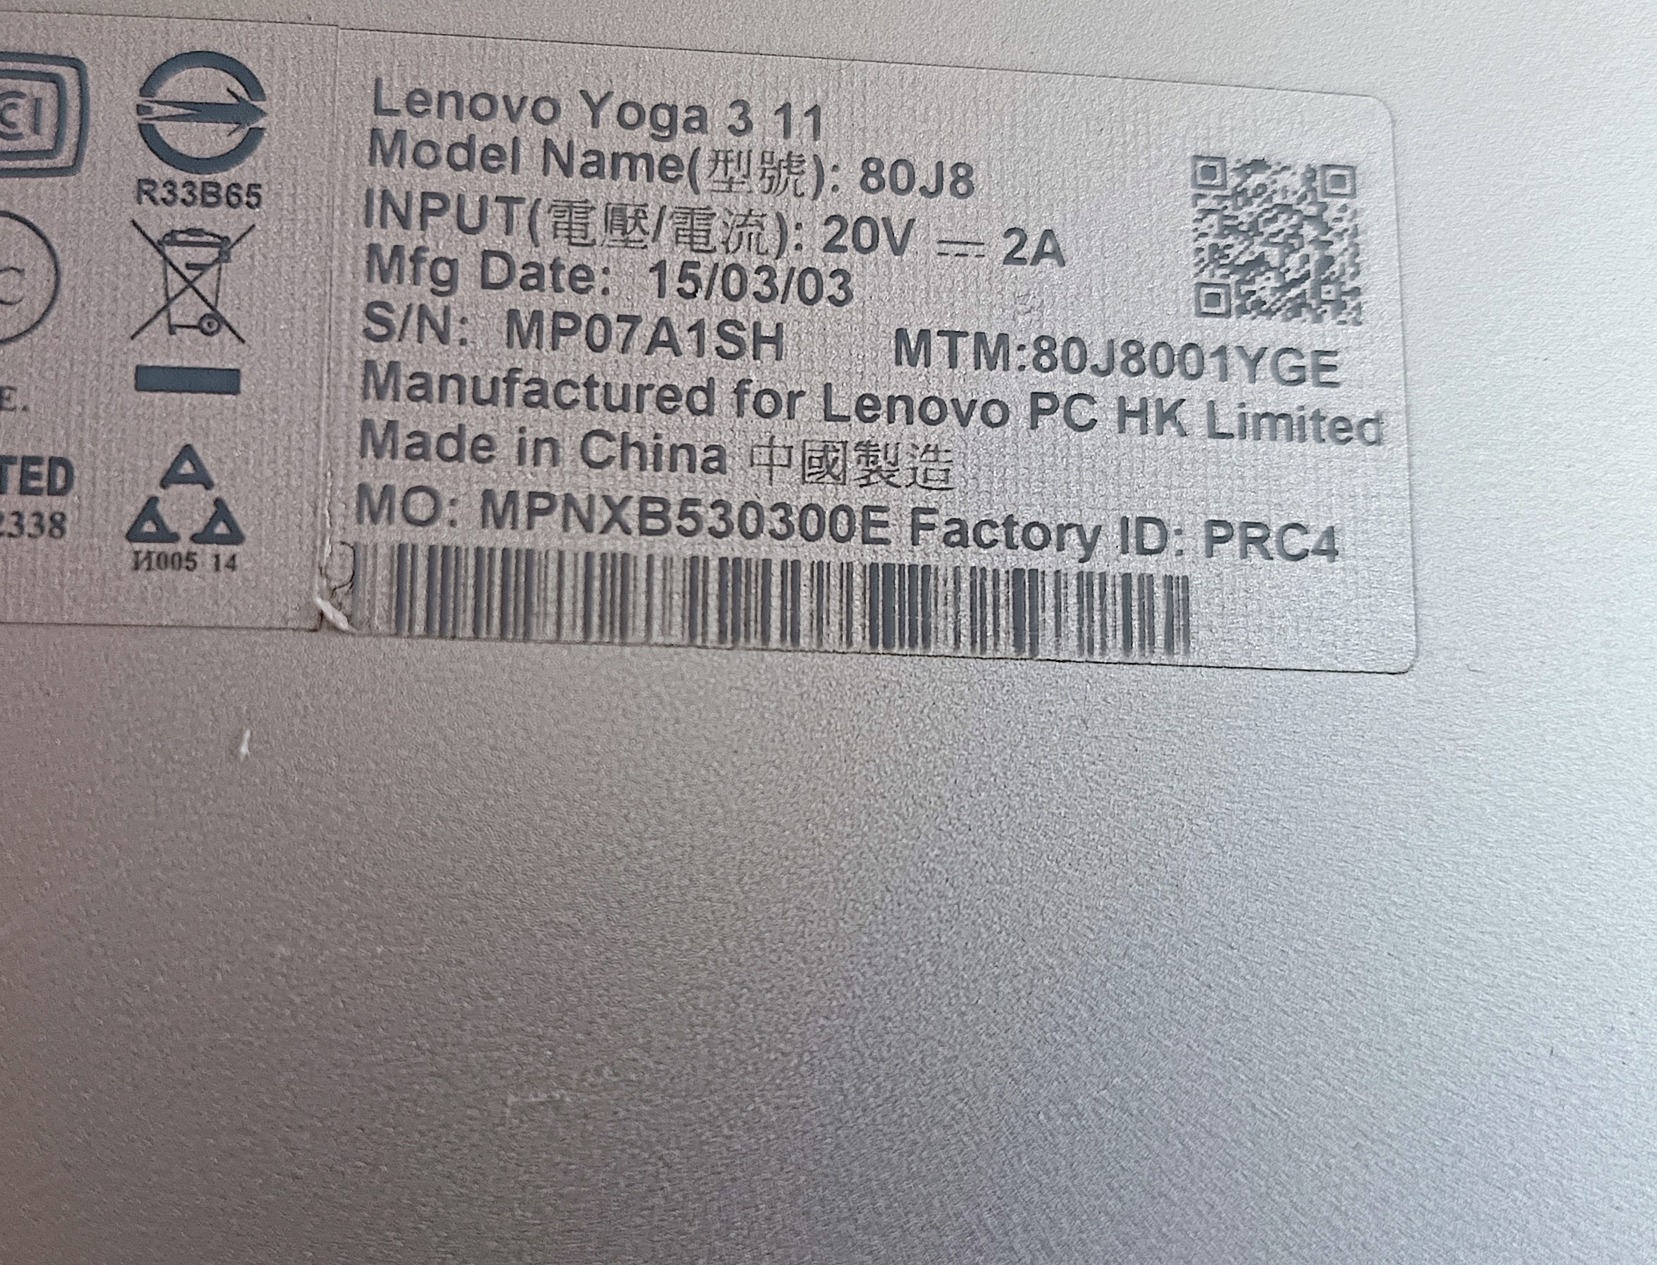 CI
R33B65
C
E.
TED
2338
И005 14
Lenovo Yoga 3 11
Model Name(型號): 80J8
INPUT(電壓/電流): 20V ⎓ 2A
Mfg Date: 15/03/03
S/N: MP07A1SH MTM:80J8001YGE
Manufactured for Lenovo PC HK Limited
Made in China 中國製造
MO: MPNXB530300E Factory ID: PRC4